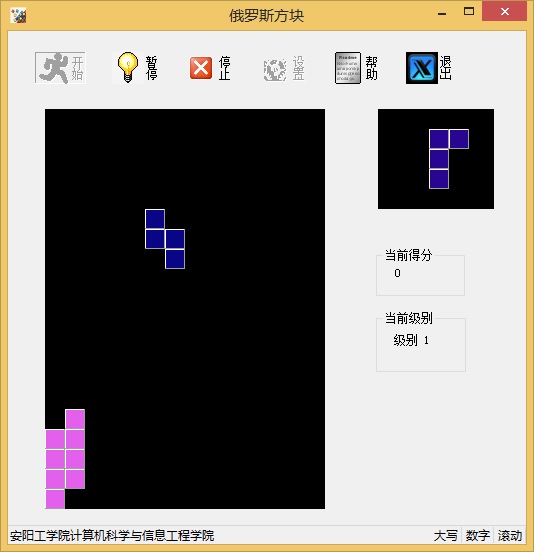 俄罗斯方块
开始
暂停
停止
设置
帮助
退出
当前得分
0
当前级别
级别 1
安阳工学院计算机科学与信息工程学院
大写 数字 滚动